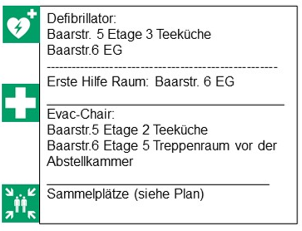 Defibrillator:
Baarstr. 5 Etage 3 Teeküche
Baarstr.6 EG
Erste Hilfe Raum: Baarstr. 6 EG
Evac-Chair:
Baarstr.5 Etage 2 Teeküche
Baarstr.6 Etage 5 Treppenraum vor der
Abstellkammer
Sammelplätze (siehe Plan)